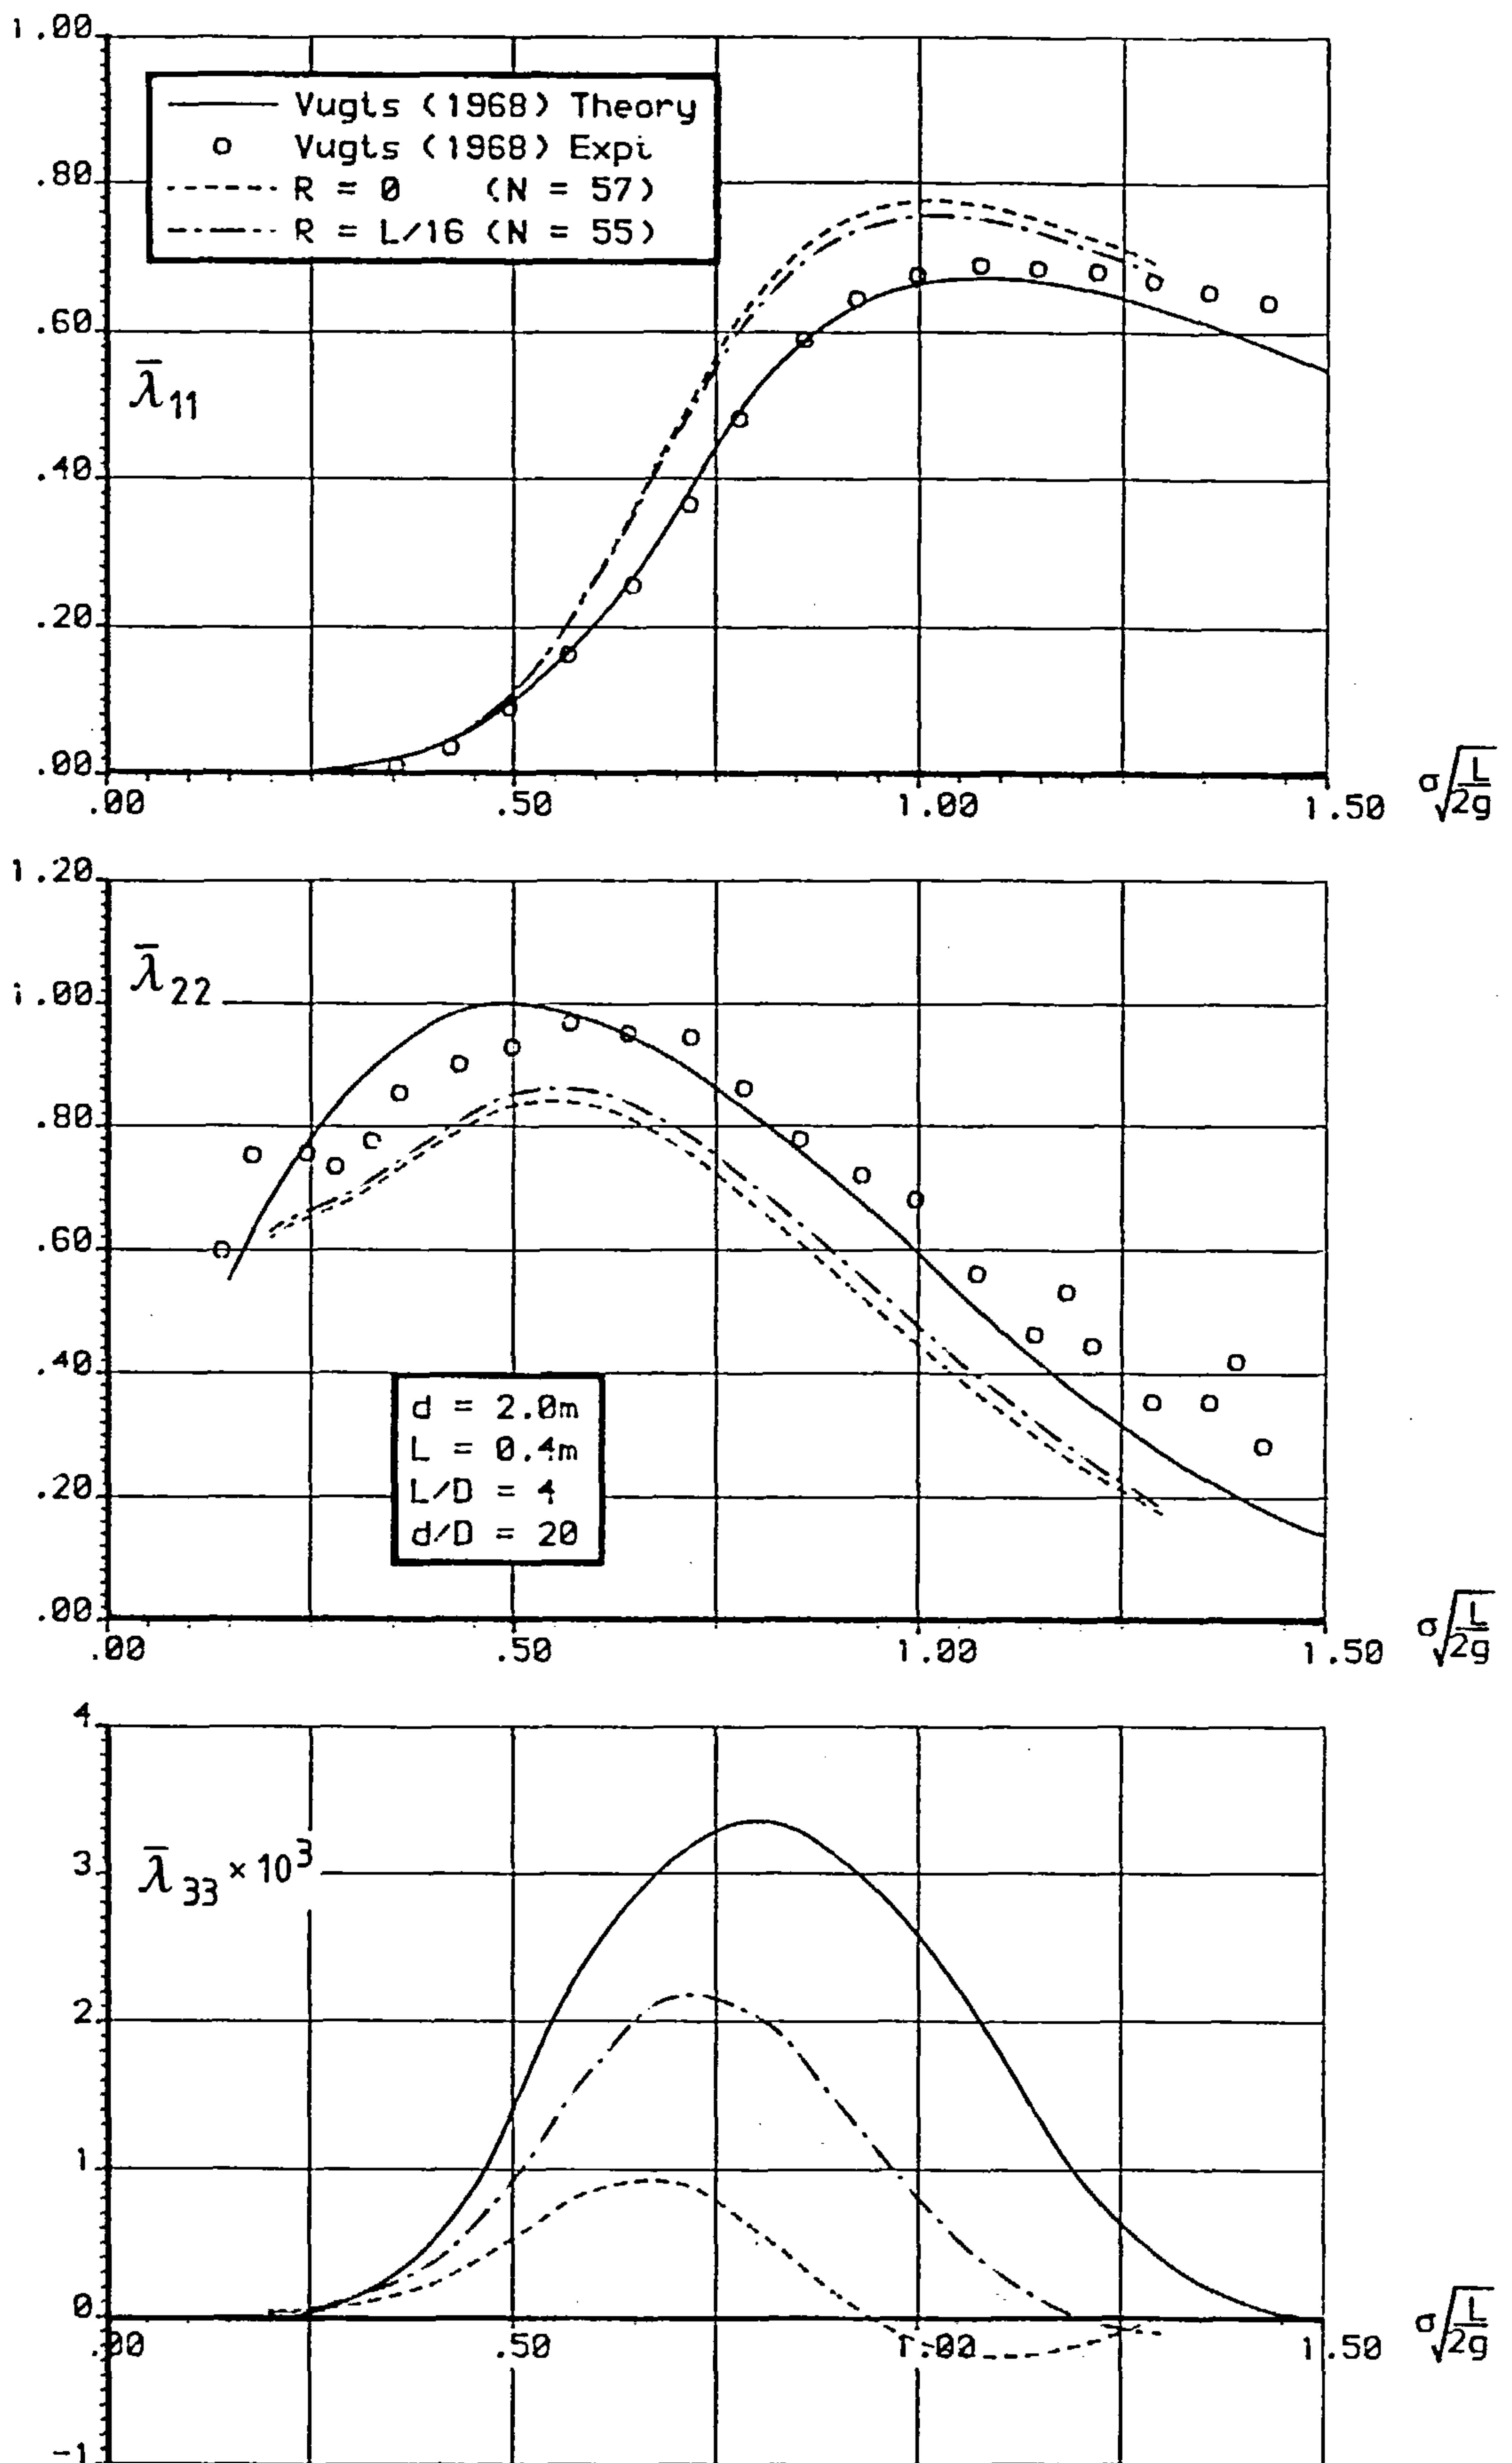 1.00
Vugts (1968) Theory
o Vugts (1968) Expt
R = 0 (N = 57)
R = L/16 (N = 55)
.80
.60
λ̄11
.40
.20
.00
.00 .50 1.00 1.50 σ√L/2g
1.20
λ̄22
1.00
.80
.60
.40
d = 2.0m
L = 0.4m
L/D = 4
d/D = 20
.20
.00
.00 .50 1.00 1.50 σ√L/2g
4
λ̄33 ×10³
3
2
1
0
.00 .50 1.00 1.50 σ√L/2g
-1